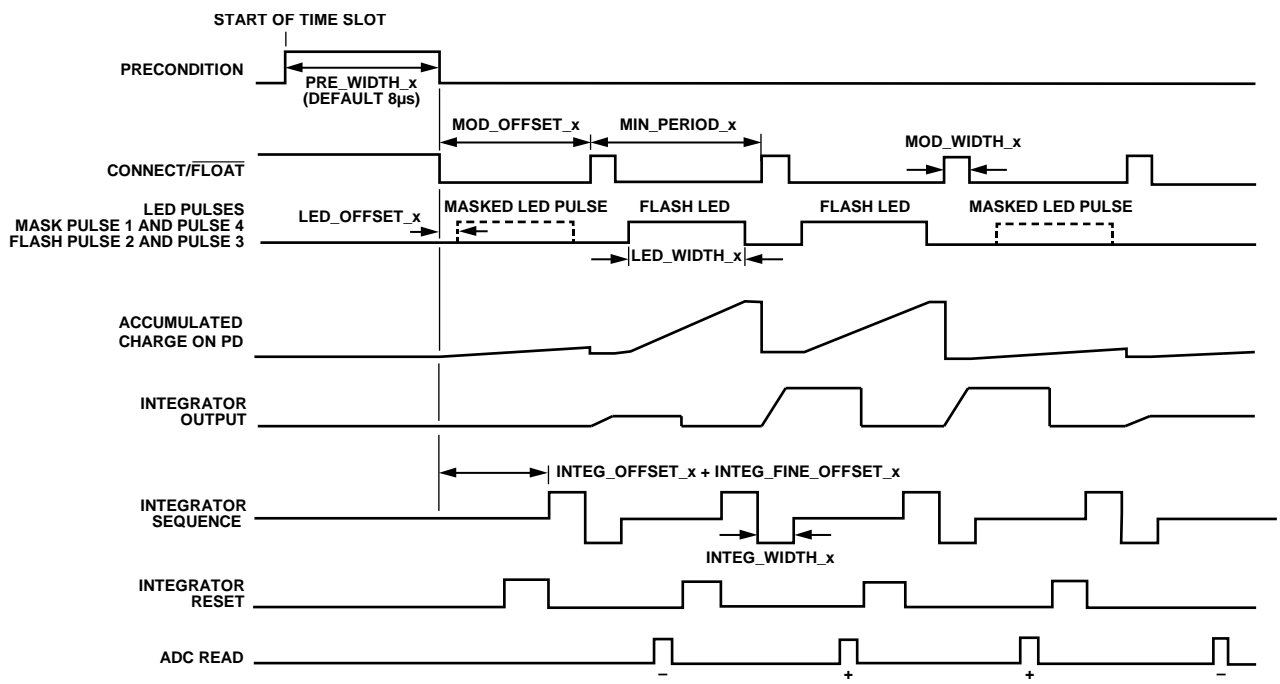 START OF TIME SLOT
PRECONDITION
PRE_WIDTH_x
(DEFAULT 8µs)
MOD_OFFSET_x
MIN_PERIOD_x
MOD_WIDTH_x
CONNECT/FLOAT
LED PULSES
MASK PULSE 1 AND PULSE 4
FLASH PULSE 2 AND PULSE 3
LED_OFFSET_x
MASKED LED PULSE
FLASH LED
FLASH LED
MASKED LED PULSE
LED_WIDTH_x
ACCUMULATED
CHARGE ON PD
INTEGRATOR
OUTPUT
INTEG_OFFSET_x + INTEG_FINE_OFFSET_x
INTEGRATOR
SEQUENCE
INTEG_WIDTH_x
INTEGRATOR
RESET
ADC READ
– + + –